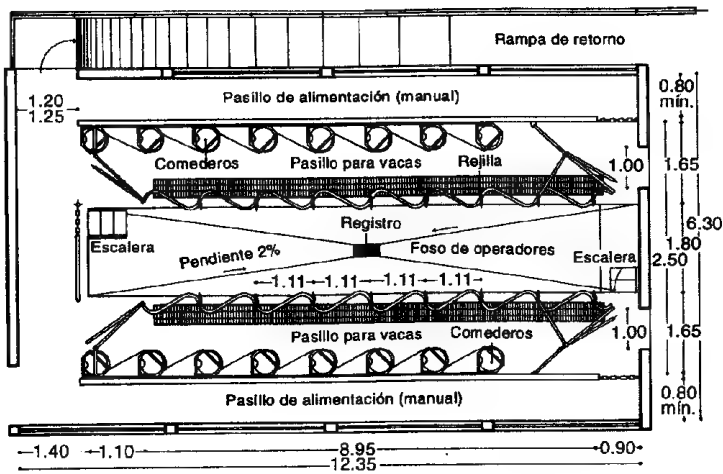 Rampa de retorno
1.20
1.25
Pasillo de alimentación (manual)
0.80
mín.
Comederos
Pasillo para vacas
Rejilla
1.00
1.65
Registro
6.30
Escalera
Pendiente 2%
Foso de operadores
1.80
Escalera
2.50
1.11
1.11
1.11
1.11
Pasillo para vacas
Comederos
1.00
1.65
Pasillo de alimentación (manual)
0.80
mín.
1.40
1.10
8.95
0.90
12.35